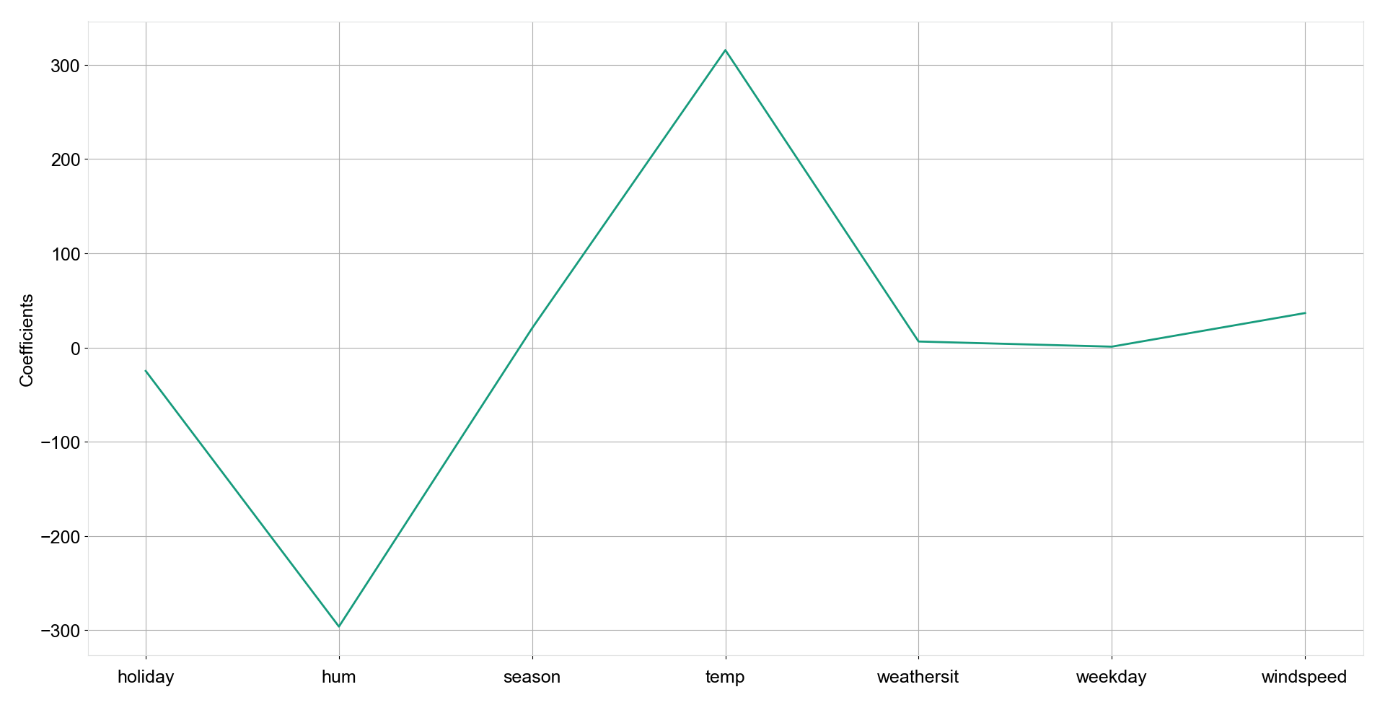 Coefficients
300
200
100
0
−100
−200
−300
holiday
hum
season
temp
weathersit
weekday
windspeed